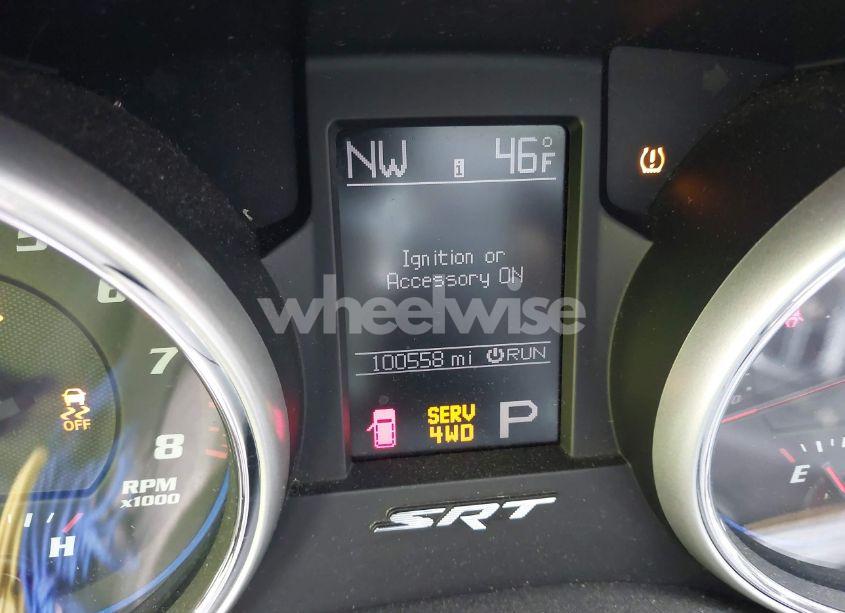 NW i 46°F
Ignition or
Accessory ON
wheelwise
100558 mi RUN
SERV
4WD
P
SRT
5
6
7
8
RPM
x1000
OFF
H
E